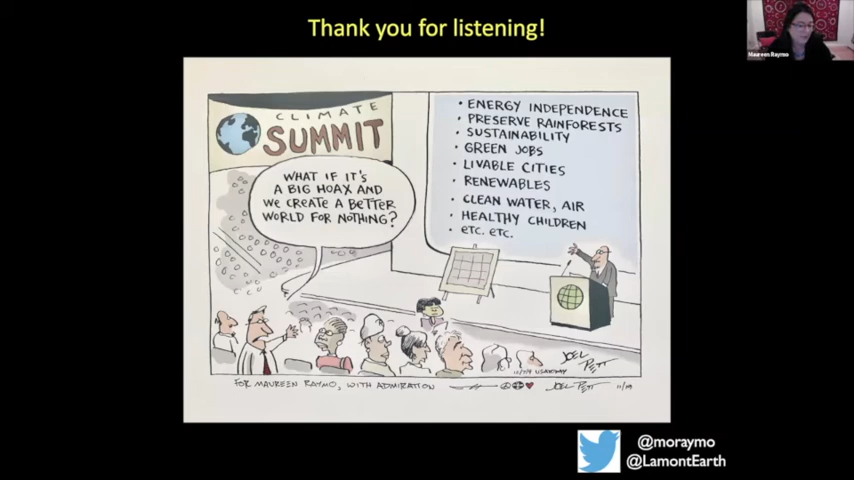 Thank you for listening!
Maureen Raymo
CLIMATE
SUMMIT
WHAT IF IT'S
A BIG HOAX AND
WE CREATE A BETTER
WORLD FOR NOTHING?
• ENERGY INDEPENDENCE
• PRESERVE RAINFORESTS
• SUSTAINABILITY
• GREEN JOBS
• LIVABLE CITIES
• RENEWABLES
• CLEAN WATER, AIR
• HEALTHY CHILDREN
• ETC. ETC.
JOEL
PETT
USA TODAY
FOR MAUREEN RAYMO, WITH ADMIRATION
JOEL PETT
@moraymo
@LamontEarth